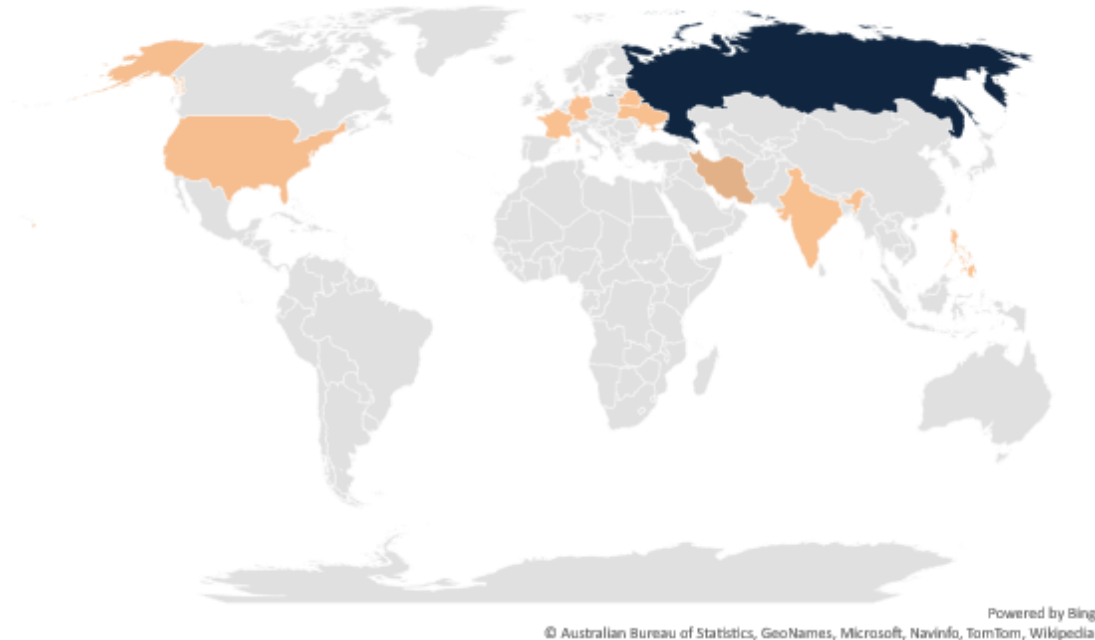 Powered by Bing
© Australian Bureau of Statistics, GeoNames, Microsoft, Navinfo, TomTom, Wikipedia